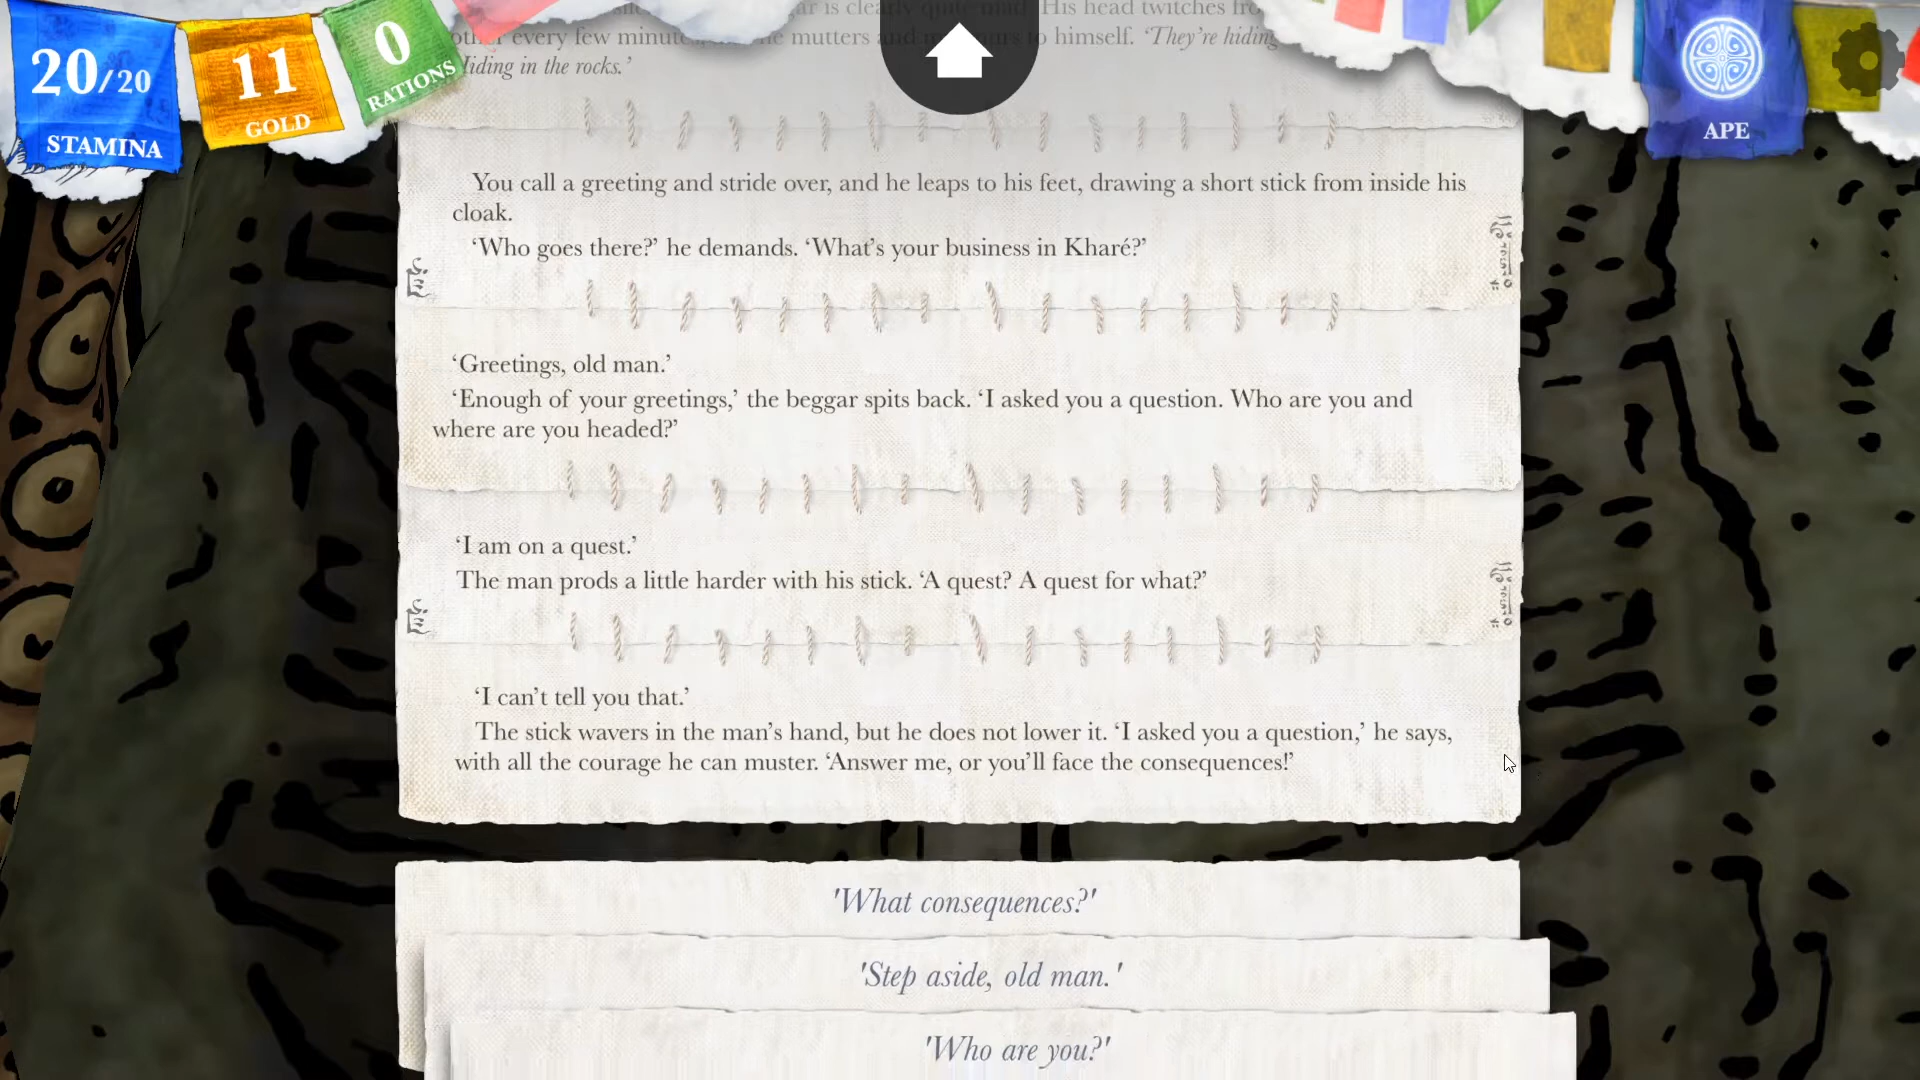 20/20
STAMINA
11
GOLD
0
RATIONS
APE
is clearly quite mad. His head twitches
every few minutes, he mutters and to himself. ‘They’re hiding
Hiding in the rocks.’
You call a greeting and stride over, and he leaps to his feet, drawing a short stick from inside his
cloak.
‘Who goes there?’ he demands. ‘What’s your business in Kharé?’
‘Greetings, old man.’
‘Enough of your greetings,’ the beggar spits back. ‘I asked you a question. Who are you and
where are you headed?’
‘I am on a quest.’
The man prods a little harder with his stick. ‘A quest? A quest for what?’
‘I can’t tell you that.’
The stick wavers in the man’s hand, but he does not lower it. ‘I asked you a question,’ he says,
with all the courage he can muster. ‘Answer me, or you’ll face the consequences!’
'What consequences?'
'Step aside, old man.'
'Who are you?'